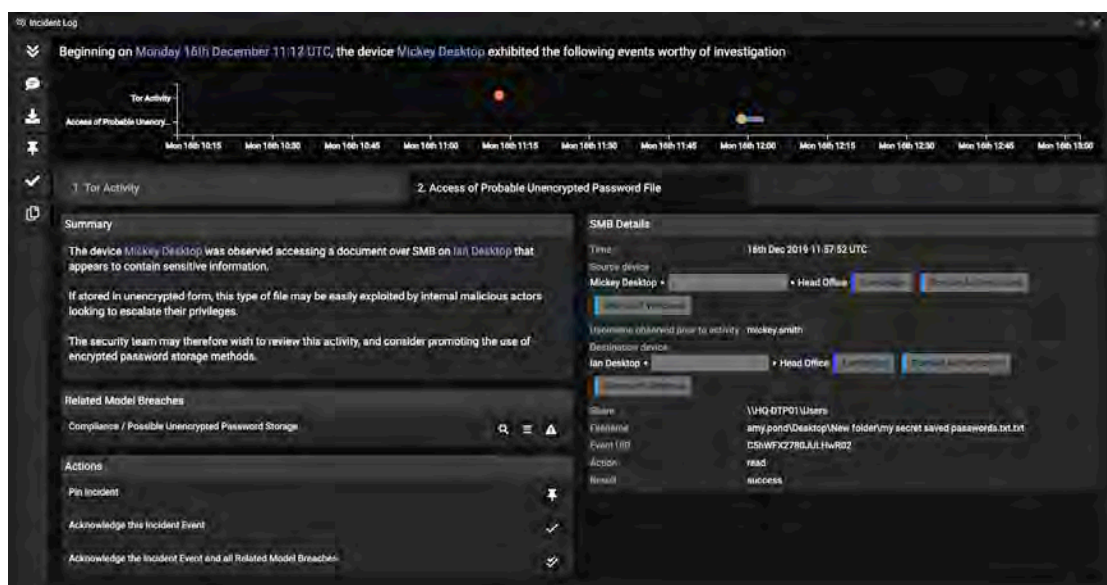 Incident Log
Beginning on Monday 16th December 11:17 UTC, the device Mickey Desktop exhibited the following events worthy of investigation
Tor Activity
Access of Probable Unencry...
Mon 16th 10:15 Mon 16th 10:30 Mon 16th 10:45 Mon 16th 11:00 Mon 16th 11:15 Mon 16th 11:30 Mon 16th 11:45 Mon 16th 12:00 Mon 16th 12:15 Mon 16th 12:30 Mon 16th 12:45 Mon 16th 13:00
1. Tor Activity
2. Access of Probable Unencrypted Password File
Summary
The device Mickey Desktop was observed accessing a document over SMB on Ian Desktop that
appears to contain sensitive information.
If stored in unencrypted form, this type of file may be easily exploited by internal malicious actors
looking to escalate their privileges.
The security team may therefore wish to review this activity, and consider promoting the use of
encrypted password storage methods.
Related Model Breaches
Compliance / Possible Unencrypted Password Storage
Actions
Pin Incident
Acknowledge this Incident Event
Acknowledge the Incident Event and all Related Model Breaches
SMB Details
Time 16th Dec 2019 11:57:52 UTC
Source device
Mickey Desktop • • Head Office
Username observed prior to activity mickey.smith
Destination device
Ian Desktop • • Head Office
Share \\HQ-DTP01\Users
Filename amy.pond\Desktop\New folder\my secret saved passwords.txt.txt
Event UID
Action read
Result success